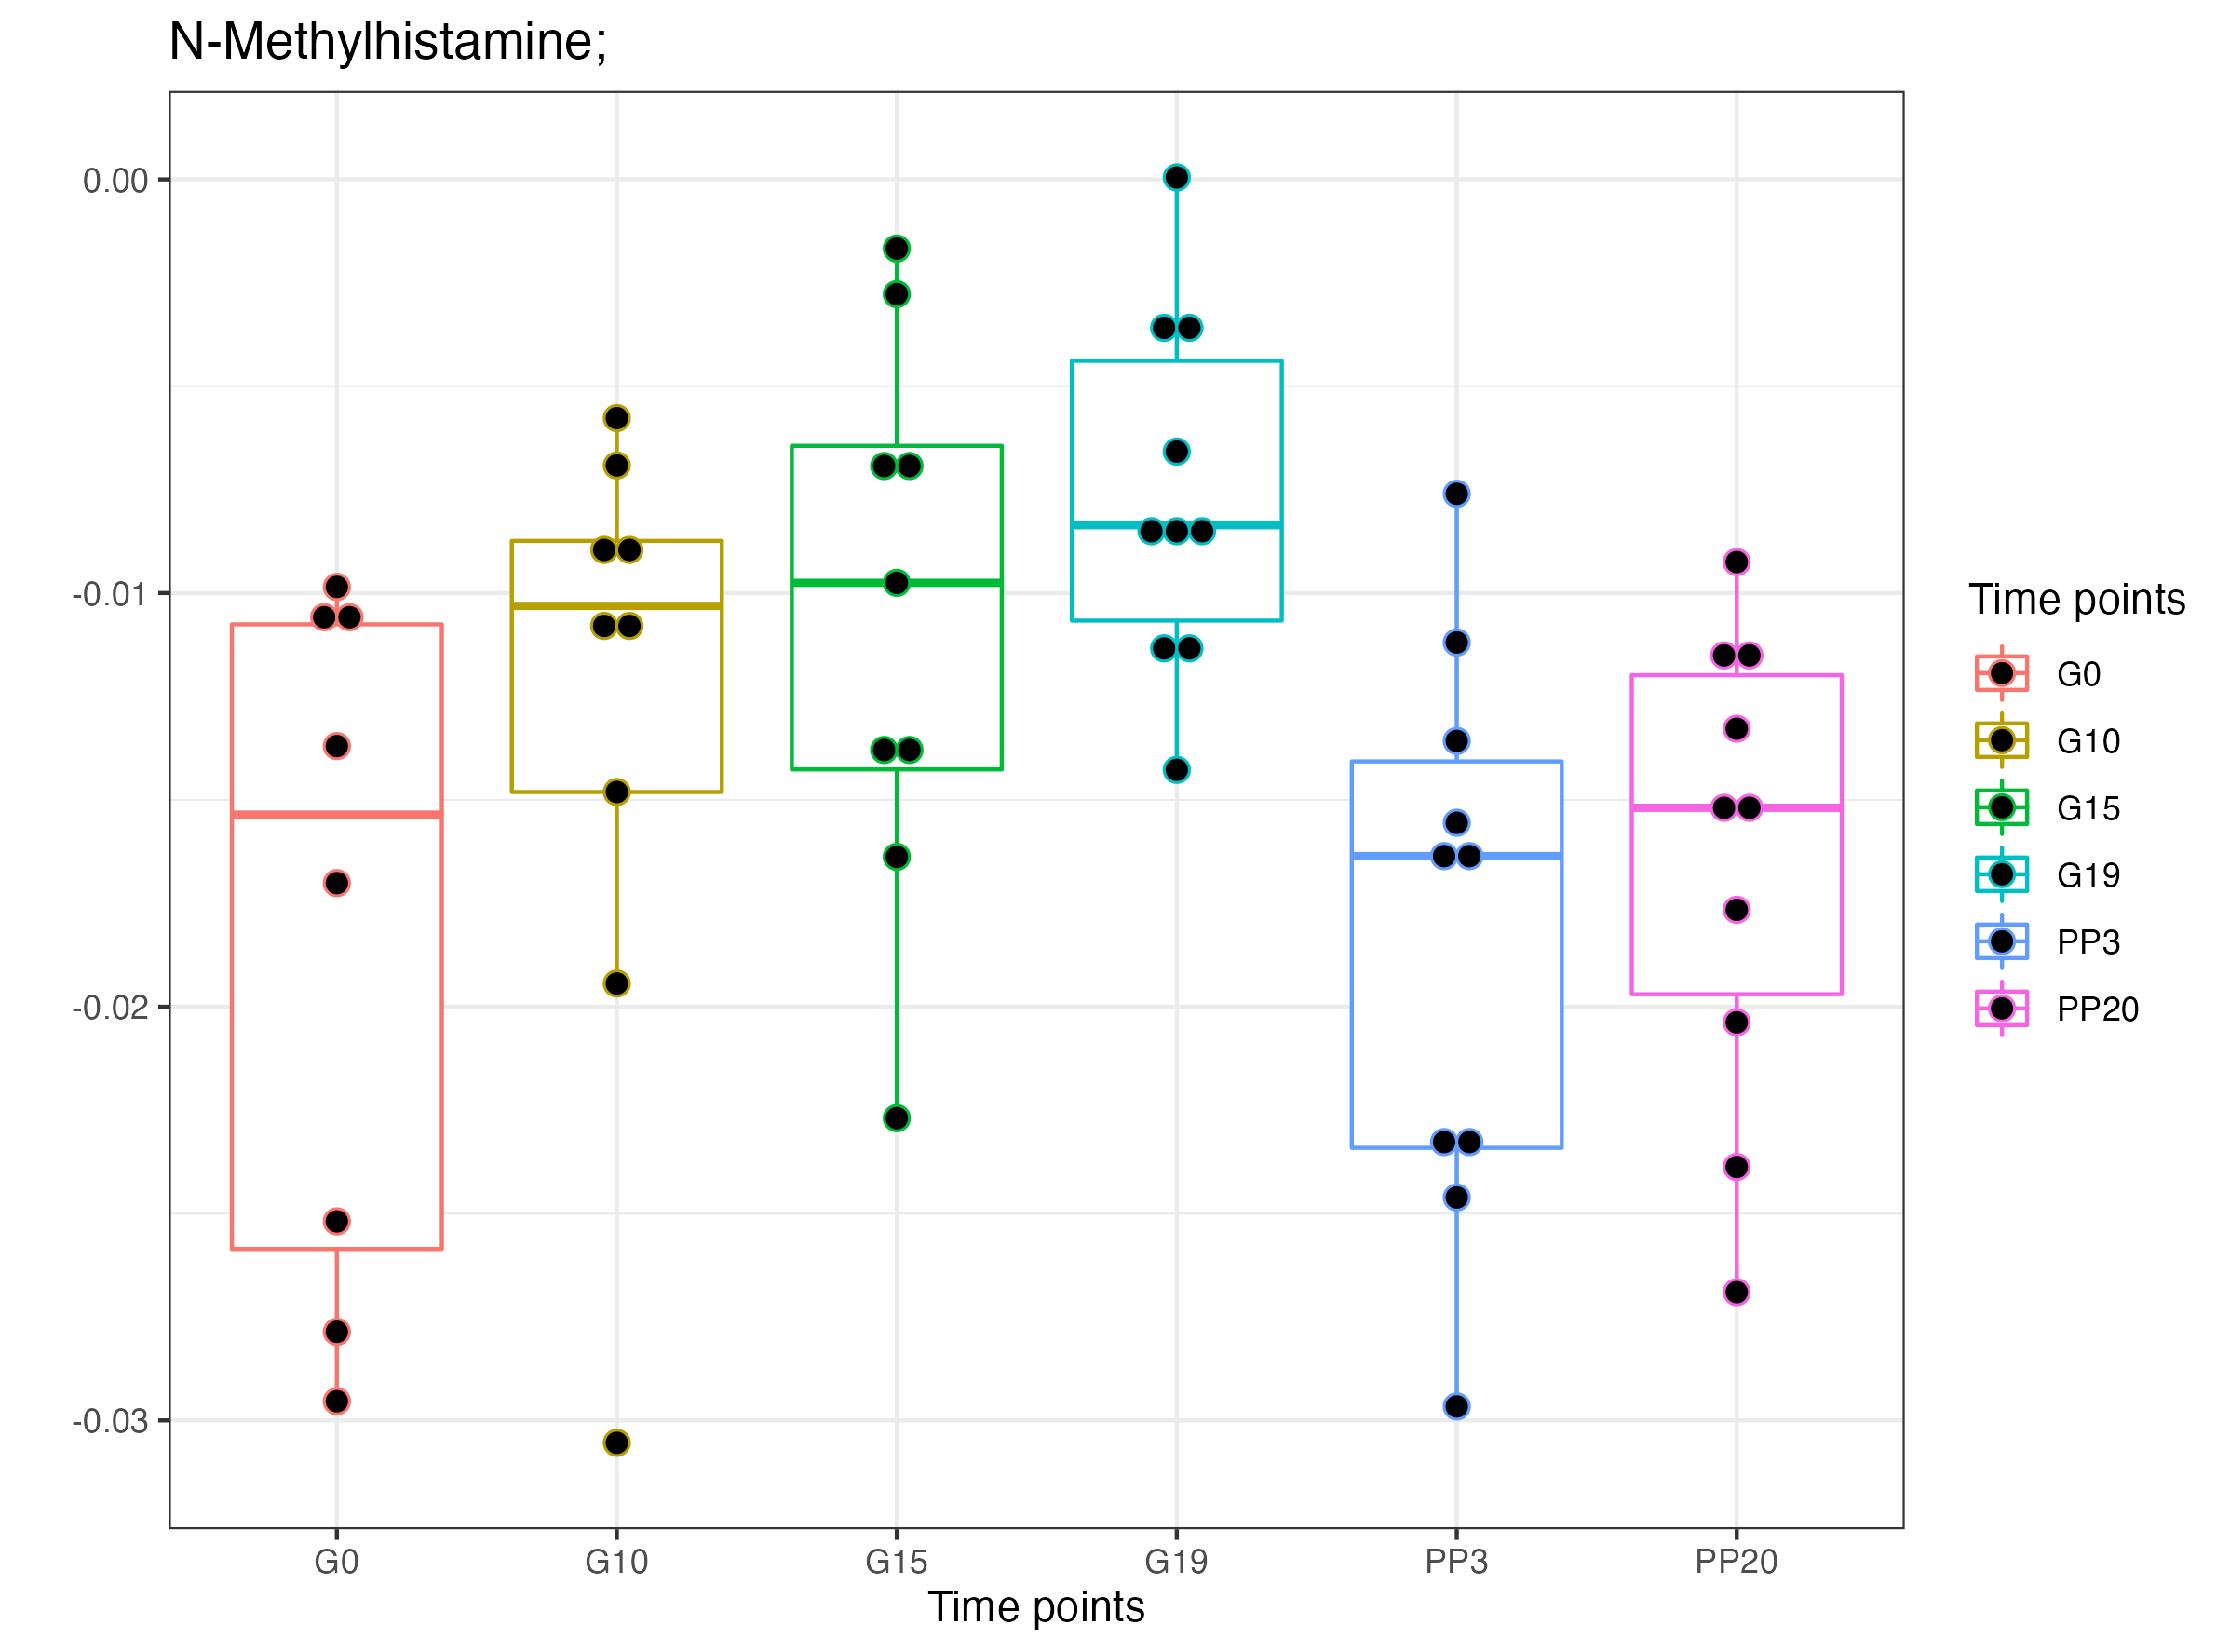 N-Methylhistamine;
0.00
-0.01
-0.02
-0.03
G0 G10 G15 G19 PP3 PP20
Time points
Time points
G0
G10
G15
G19
PP3
PP20